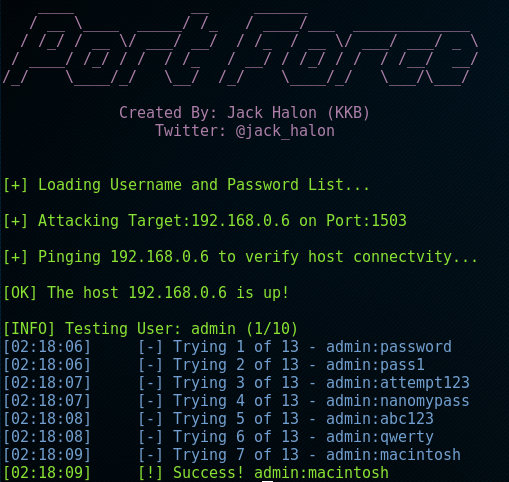 Port Force
Created By: Jack Halon (KKB)
Twitter: @jack_halon
[+] Loading Username and Password List...
[+] Attacking Target:192.168.0.6 on Port:1503
[+] Pinging 192.168.0.6 to verify host connectvity...
[OK] The host 192.168.0.6 is up!
[INFO] Testing User: admin (1/10)
[02:18:06] [-] Trying 1 of 13 - admin:password
[02:18:06] [-] Trying 2 of 13 - admin:pass1
[02:18:07] [-] Trying 3 of 13 - admin:attempt123
[02:18:07] [-] Trying 4 of 13 - admin:nanomypass
[02:18:08] [-] Trying 5 of 13 - admin:abc123
[02:18:08] [-] Trying 6 of 13 - admin:qwerty
[02:18:09] [-] Trying 7 of 13 - admin:macintosh
[02:18:09] [!] Success! admin:macintosh